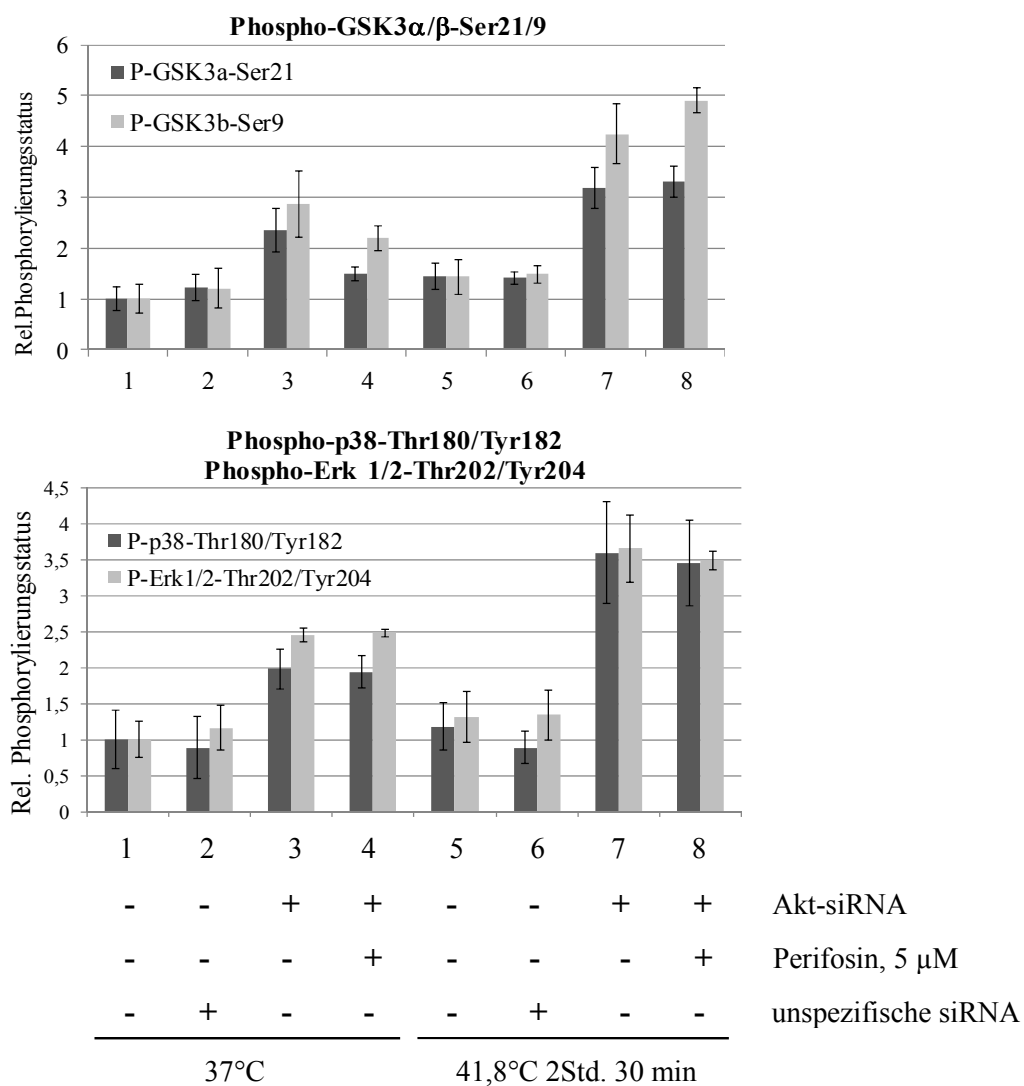 Phospho-GSK3α/β-Ser21/9
Rel.Phosphorylierungsstatus
6
5
4
3
2
1
0
P-GSK3a-Ser21
P-GSK3b-Ser9
1 2 3 4 5 6 7 8
Phospho-p38-Thr180/Tyr182
Phospho-Erk 1/2-Thr202/Tyr204
Rel. Phosphorylierungsstatus
4,5
4
3,5
3
2,5
2
1,5
1
0,5
0
P-p38-Thr180/Tyr182
P-Erk1/2-Thr202/Tyr204
1 2 3 4 5 6 7 8
- - + + - - + + Akt-siRNA
- - - + - - - + Perifosin, 5 µM
- + - - - + - - unspezifische siRNA
37°C 41,8°C 2Std. 30 min